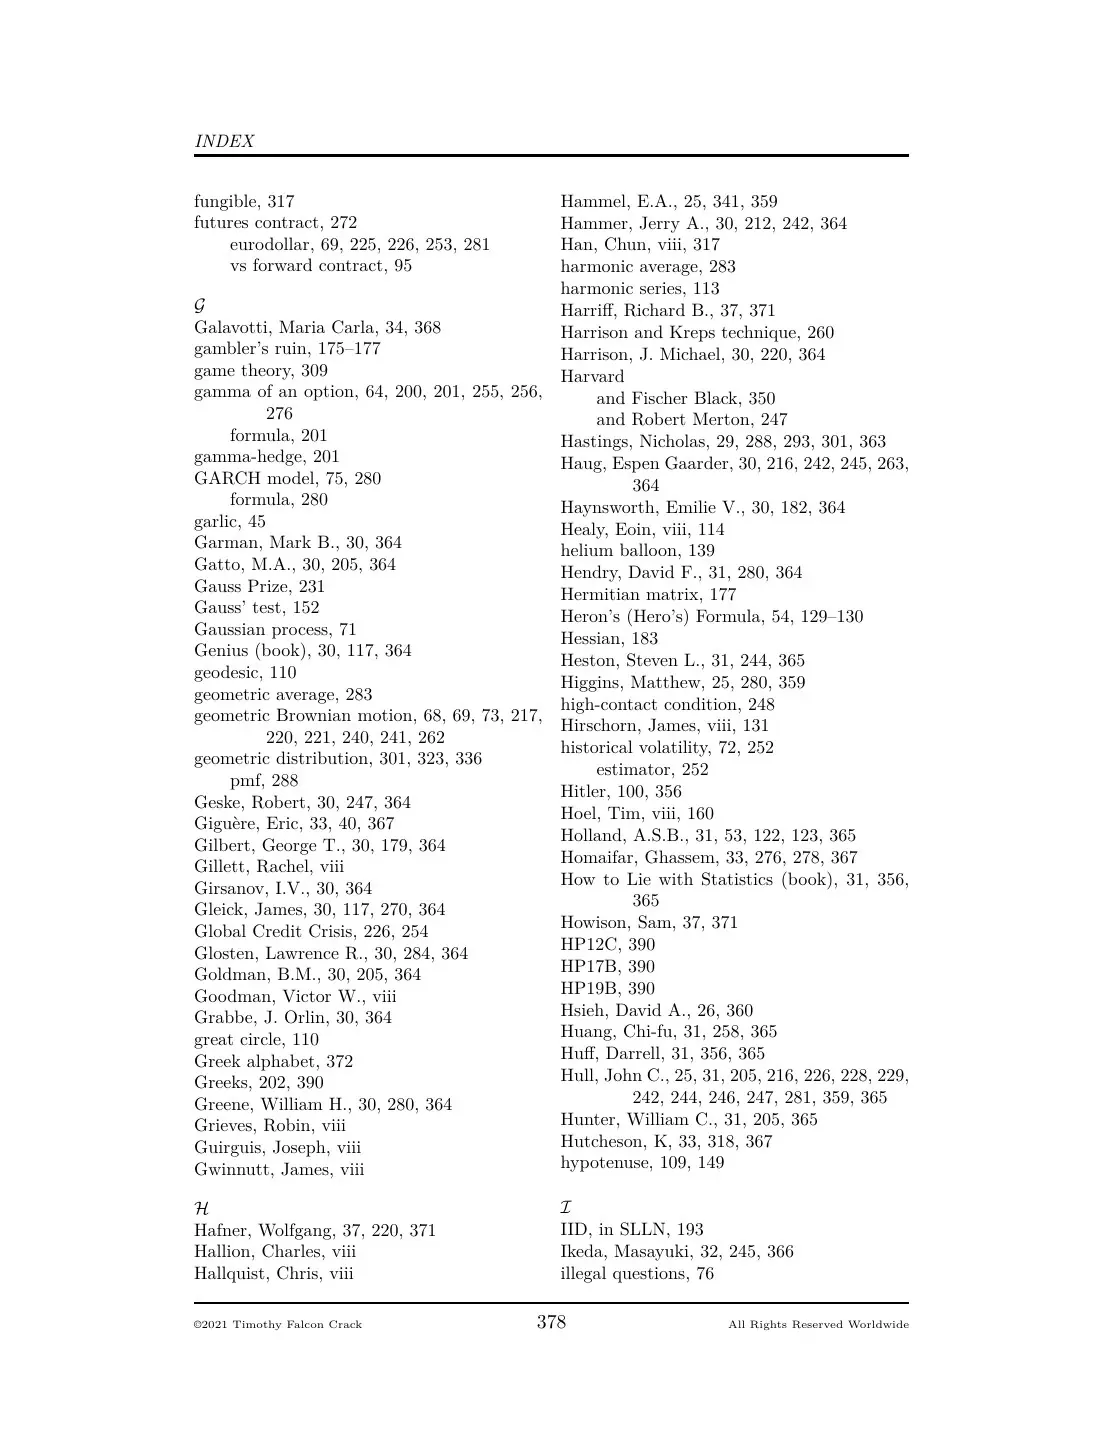 INDEX
fungible, 317
futures contract, 272
eurodollar, 69, 225, 226, 253, 281
vs forward contract, 95
G
Galavotti, Maria Carla, 34, 368
gambler's ruin, 175–177
game theory, 309
gamma of an option, 64, 200, 201, 255, 256,
276
formula, 201
gamma-hedge, 201
GARCH model, 75, 280
formula, 280
garlic, 45
Garman, Mark B., 30, 364
Gatto, M.A., 30, 205, 364
Gauss Prize, 231
Gauss' test, 152
Gaussian process, 71
Genius (book), 30, 117, 364
geodesic, 110
geometric average, 283
geometric Brownian motion, 68, 69, 73, 217,
220, 221, 240, 241, 262
geometric distribution, 301, 323, 336
pmf, 288
Geske, Robert, 30, 247, 364
Giguère, Eric, 33, 40, 367
Gilbert, George T., 30, 179, 364
Gillett, Rachel, viii
Girsanov, I.V., 30, 364
Gleick, James, 30, 117, 270, 364
Global Credit Crisis, 226, 254
Glosten, Lawrence R., 30, 284, 364
Goldman, B.M., 30, 205, 364
Goodman, Victor W., viii
Grabbe, J. Orlin, 30, 364
great circle, 110
Greek alphabet, 372
Greeks, 202, 390
Greene, William H., 30, 280, 364
Grieves, Robin, viii
Guirguis, Joseph, viii
Gwinnutt, James, viii
H
Hafner, Wolfgang, 37, 220, 371
Hallion, Charles, viii
Hallquist, Chris, viii
Hammel, E.A., 25, 341, 359
Hammer, Jerry A., 30, 212, 242, 364
Han, Chun, viii, 317
harmonic average, 283
harmonic series, 113
Harriff, Richard B., 37, 371
Harrison and Kreps technique, 260
Harrison, J. Michael, 30, 220, 364
Harvard
and Fischer Black, 350
and Robert Merton, 247
Hastings, Nicholas, 29, 288, 293, 301, 363
Haug, Espen Gaarder, 30, 216, 242, 245, 263,
364
Haynsworth, Emilie V., 30, 182, 364
Healy, Eoin, viii, 114
helium balloon, 139
Hendry, David F., 31, 280, 364
Hermitian matrix, 177
Heron's (Hero's) Formula, 54, 129–130
Hessian, 183
Heston, Steven L., 31, 244, 365
Higgins, Matthew, 25, 280, 359
high-contact condition, 248
Hirschorn, James, viii, 131
historical volatility, 72, 252
estimator, 252
Hitler, 100, 356
Hoel, Tim, viii, 160
Holland, A.S.B., 31, 53, 122, 123, 365
Homaifar, Ghassem, 33, 276, 278, 367
How to Lie with Statistics (book), 31, 356,
365
Howison, Sam, 37, 371
HP12C, 390
HP17B, 390
HP19B, 390
Hsieh, David A., 26, 360
Huang, Chi-fu, 31, 258, 365
Huff, Darrell, 31, 356, 365
Hull, John C., 25, 31, 205, 216, 226, 228, 229,
242, 244, 246, 247, 281, 359, 365
Hunter, William C., 31, 205, 365
Hutcheson, K, 33, 318, 367
hypotenuse, 109, 149
I
IID, in SLLN, 193
Ikeda, Masayuki, 32, 245, 366
illegal questions, 76
©2021 Timothy Falcon Crack
378
All Rights Reserved Worldwide